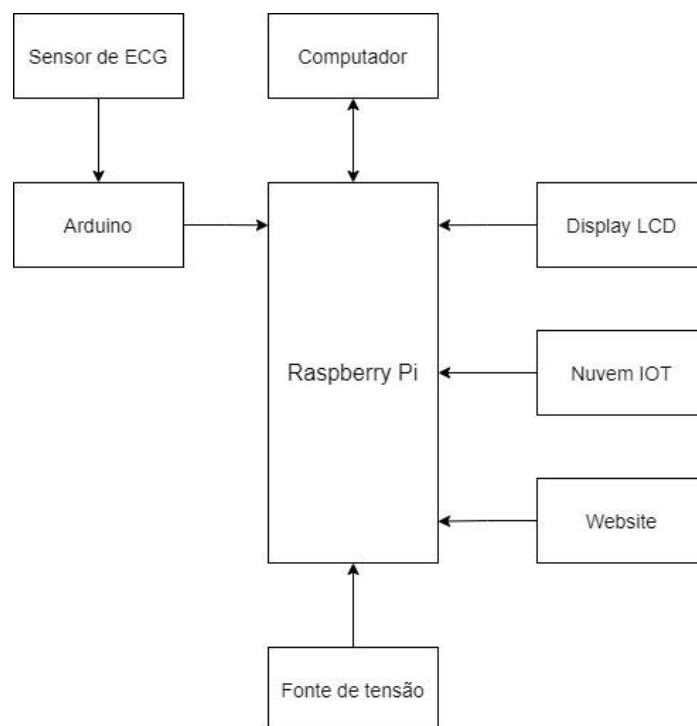 Sensor de ECG
Computador
Arduino
Display LCD
Raspberry Pi
Nuvem IOT
Website
Fonte de tensão